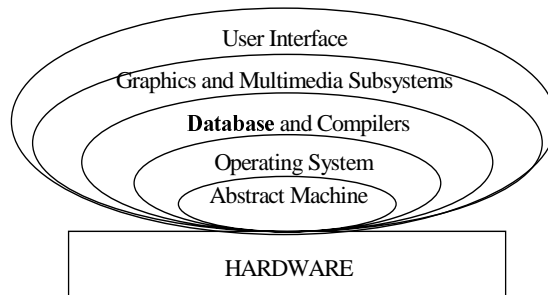 User Interface
Graphics and Multimedia Subsystems
Database and Compilers
Operating System
Abstract Machine
HARDWARE